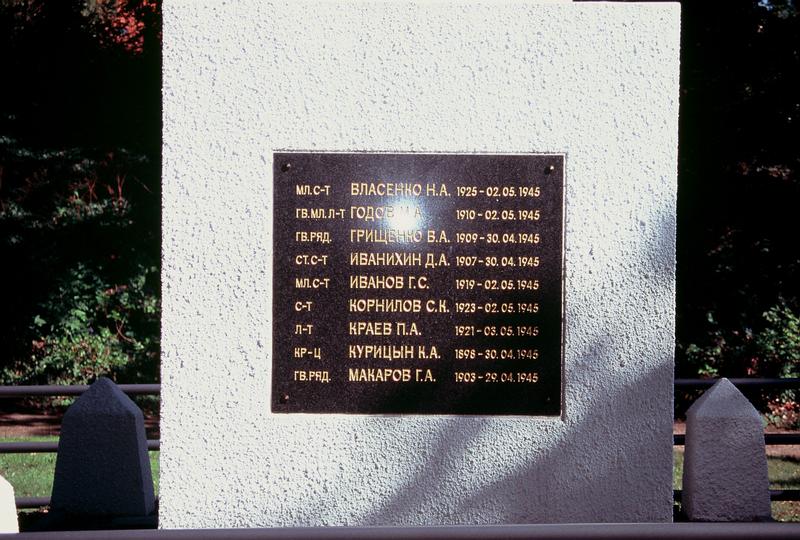 МЛ.С-Т ВЛАСЕНКО Н.А. 1925-02.05.1945
ГВ.МЛ.Л-Т ГОДОВ 1910-02.05.1945
ГВ.РЯД. ГРИЩЕНКО В.А. 1909-30.04.1945
СТ.С-Т ИВАНИХИН Д.А. 1907-30.04.1945
МЛ.С-Т ИВАНОВ Г.С. 1919-02.05.1945
С-Т КОРНИЛОВ С.К. 1923-02.05.1945
Л-Т КРАЕВ П.А. 1921-03.05.1945
КР-Ц КУРИЦЫН К.А. 1898-30.04.1945
ГВ.РЯД. МАКАРОВ Г.А. 1903-29.04.1945